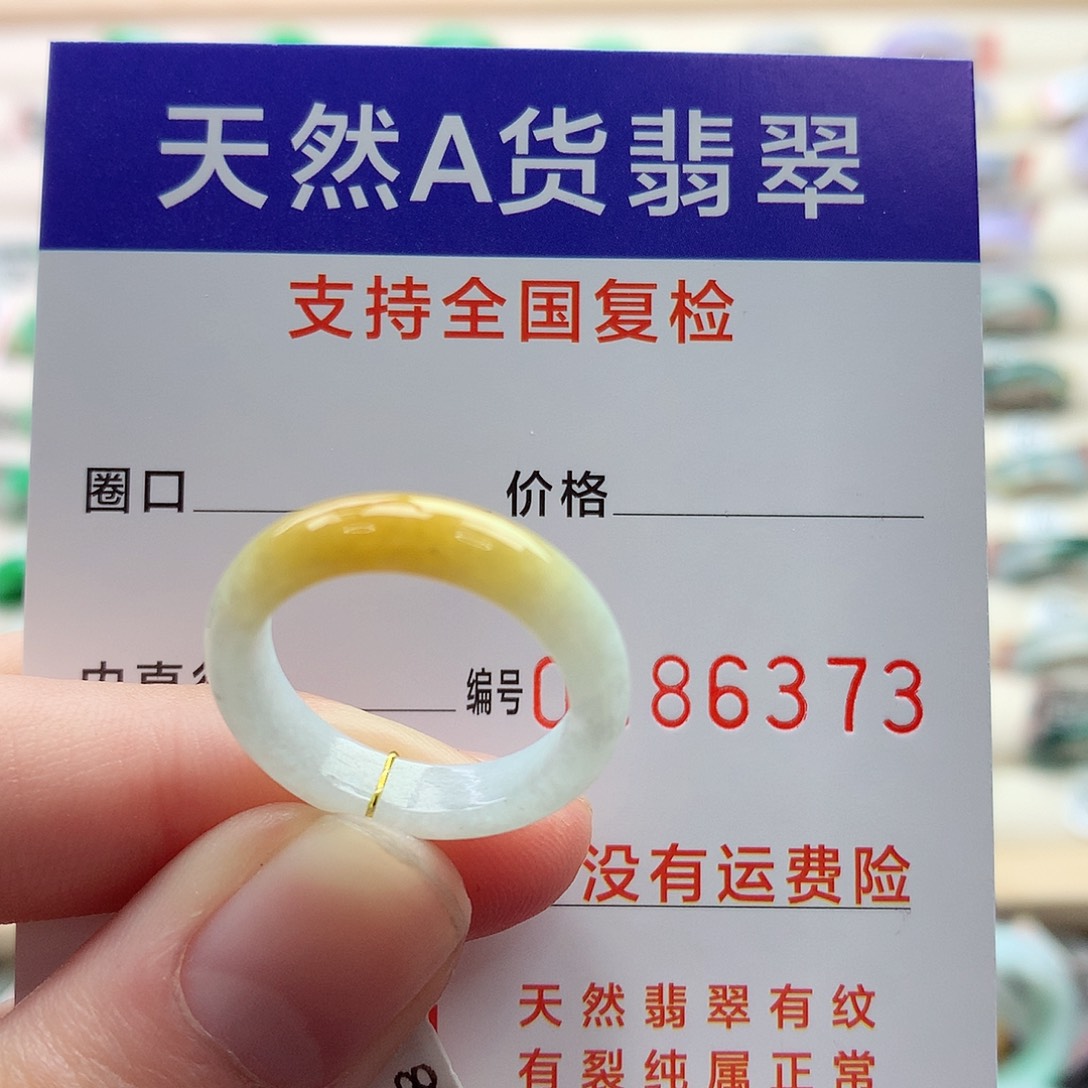 天然A货翡翠
支持全国复检
圈口 价格
编号 86373
没有运费险
天然翡翠有纹
有裂纯属正常
8